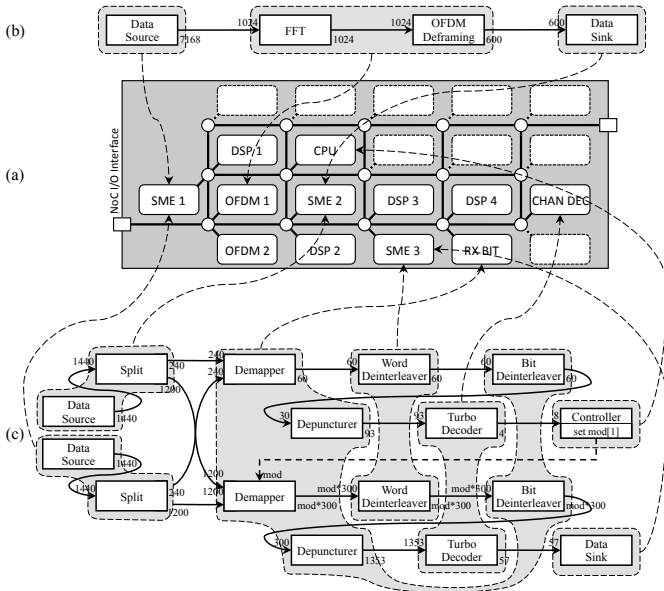 (b)
Data Source
7168
1024
FFT
1024
1024
OFDM Deframing
600
600
Data Sink
(a)
NoC I/O Interface
DSP 1
CPU
SME 1
OFDM 1
SME 2
DSP 3
DSP 4
CHAN DEC
OFDM 2
DSP 2
SME 3
RX BIT
(c)
1440
Split
240
1200
Data Source
1440
Data Source
1440
1440
Split
240
1200
240
240
Demapper
60
60
Word Deinterleaver
60
60
Bit Deinterleaver
60
30
Depuncturer
93
93
Turbo Decoder
4
8
Controller
set mod[1]
mod
1200
1200
Demapper
mod*300
mod*300
Word Deinterleaver
mod*300
mod*300
Bit Deinterleaver
mod*300
300
Depuncturer
1353
1353
Turbo Decoder
57
57
Data Sink